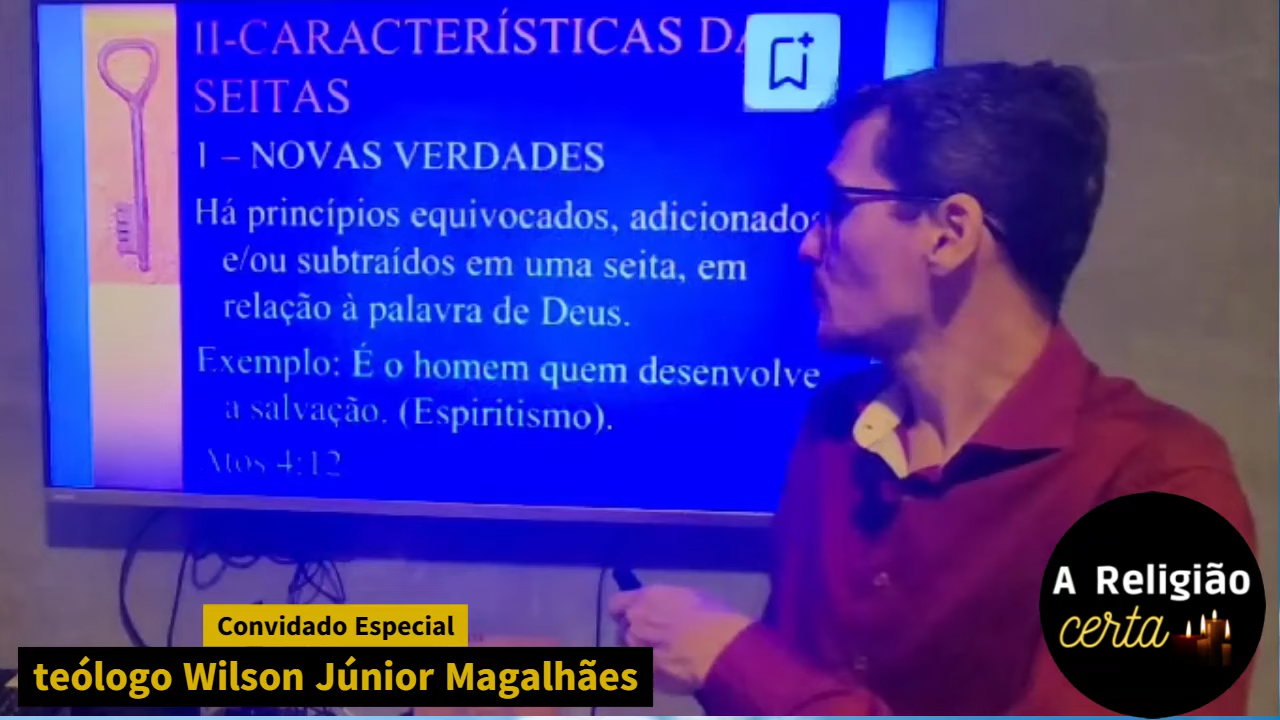 II-CARACTERÍSTICAS DA
SEITAS
1 – NOVAS VERDADES
Há princípios equivocados, adicionados
e/ou subtraídos em uma seita, em
relação à palavra de Deus.
Exemplo: É o homem quem desenvolve
a salvação. (Espiritismo).
Atos 4:12
Convidado Especial
teólogo Wilson Júnior Magalhães
A Religião
certa